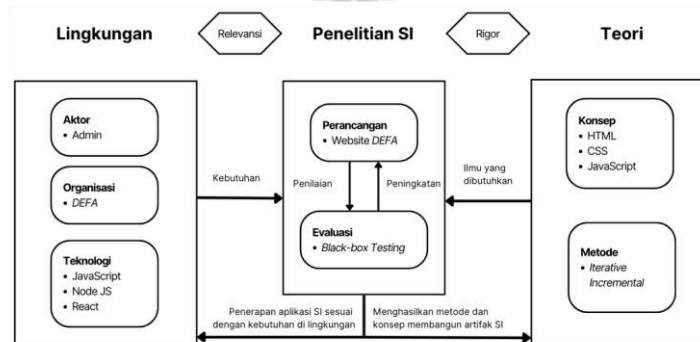 Lingkungan
Relevansi
Penelitian SI
Rigor
Teori
Aktor
• Admin
Organisasi
• DEFA
Teknologi
• JavaScript
• Node JS
• React
Kebutuhan
Perancangan
• Website DEFA
Penilaian
Peningkatan
Evaluasi
• Black-box Testing
Ilmu yang
dibutuhkan
Konsep
• HTML
• CSS
• JavaScript
Metode
• Iterative
Incremental
Penerapan aplikasi SI sesuai
dengan kebutuhan di lingkungan
Menghasilkan metode dan
konsep membangun artifak SI